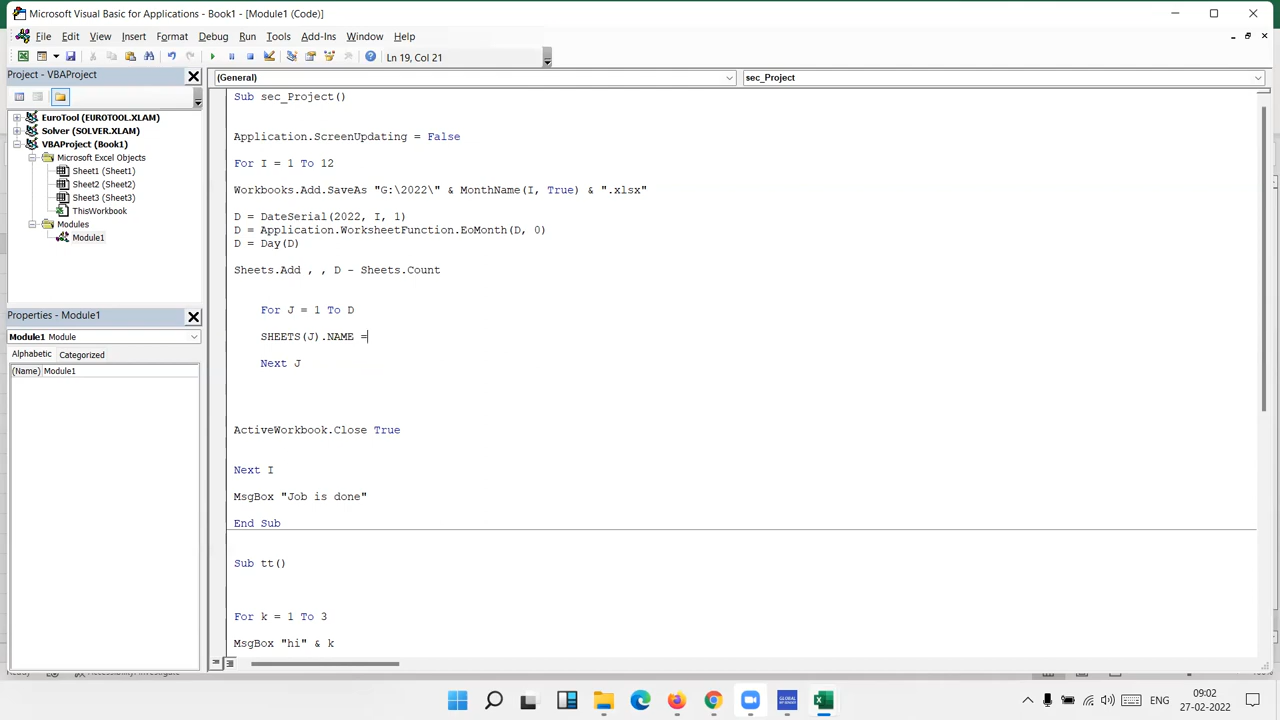 Microsoft Visual Basic for Applications - Book1 - [Module1 (Code)]
File Edit View Insert Format Debug Run Tools Add-Ins Window Help
Ln 19, Col 21
Project - VBAProject
(General)
sec_Project
EuroTool (EUROTOOL.XLAM)
Solver (SOLVER.XLAM)
VBAProject (Book1)
Microsoft Excel Objects
Sheet1 (Sheet1)
Sheet2 (Sheet2)
Sheet3 (Sheet3)
ThisWorkbook
Modules
Module1
Properties - Module1
Module1 Module
Alphabetic Categorized
(Name) Module1
Sub sec_Project()
Application.ScreenUpdating = False
For I = 1 To 12
Workbooks.Add.SaveAs "G:\2022\" & MonthName(I, True) & ".xlsx"
D = DateSerial(2022, I, 1)
D = Application.WorksheetFunction.EoMonth(D, 0)
D = Day(D)
Sheets.Add , , D - Sheets.Count
For J = 1 To D
SHEETS(J).NAME =
Next J
ActiveWorkbook.Close True
Next I
MsgBox "Job is done"
End Sub
Sub tt()
For k = 1 To 3
MsgBox "hi" & k
ENG
09:02
27-02-2022